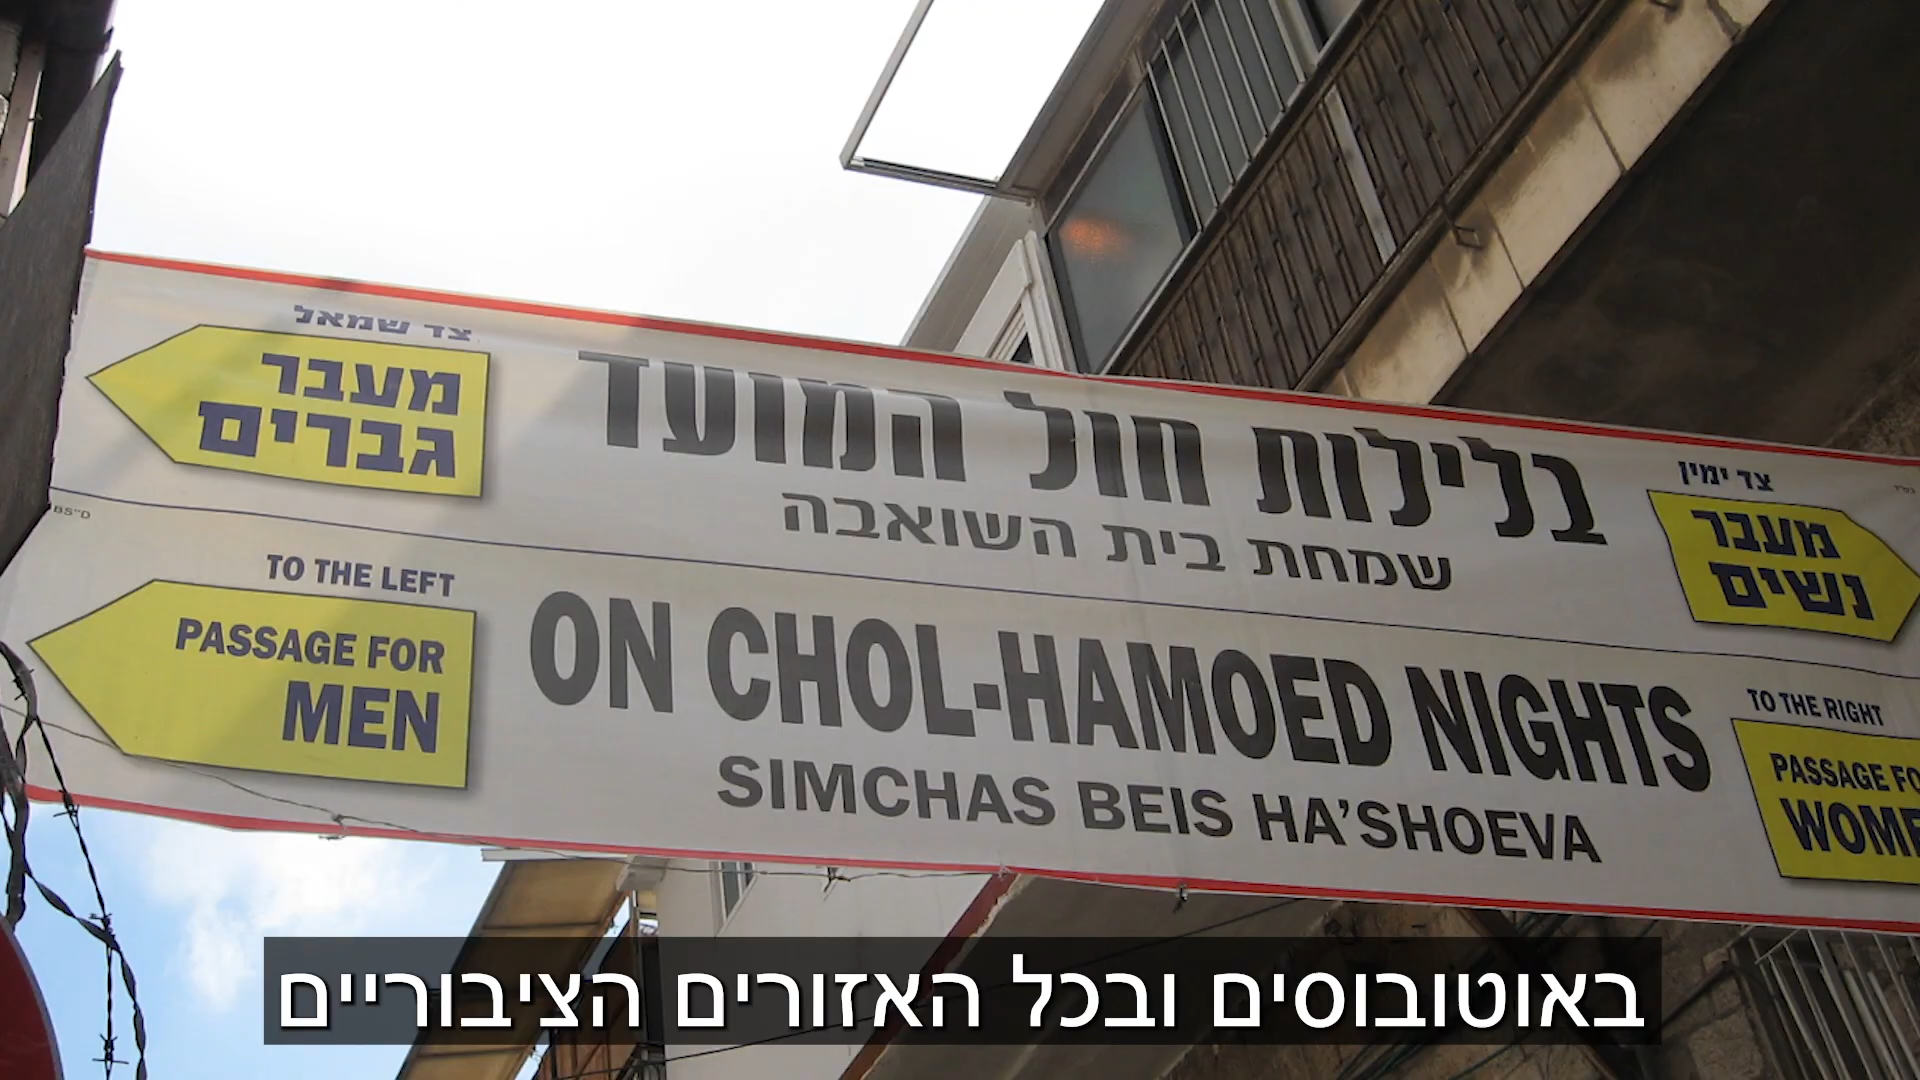 צד ימין
מעבר
נשים
בלילות חול המועד
שמחת בית השואבה
צד שמאל
מעבר
גברים
BS"D
TO THE LEFT
PASSAGE FOR
MEN
ON CHOL-HAMOED NIGHTS
SIMCHAS BEIS HA'SHOEVA
TO THE RIGHT
PASSAGE FO
WOME
באוטובוסים ובכל האזורים הציבוריים